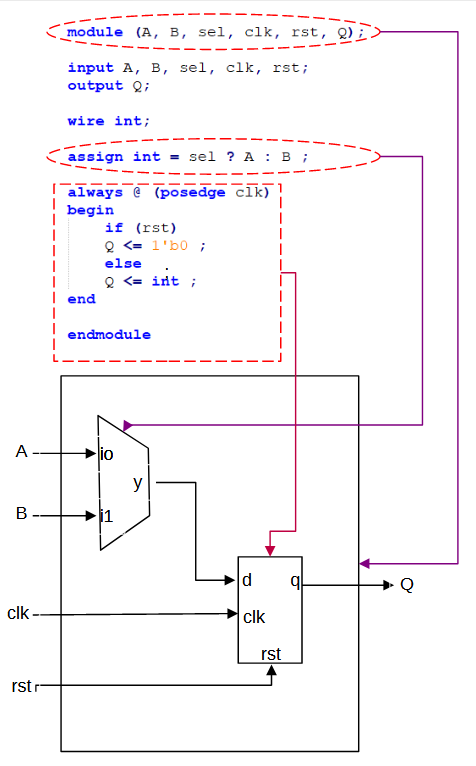 module (A, B, sel, clk, rst, Q);
input A, B, sel, clk, rst;
output Q;
wire int;
assign int = sel ? A : B ;
always @ (posedge clk)
begin
if (rst)
Q <= 1'b0 ;
else
Q <= int ;
end
endmodule
A
io
y
B
i1
d
q
Q
clk
clk
rst
rst